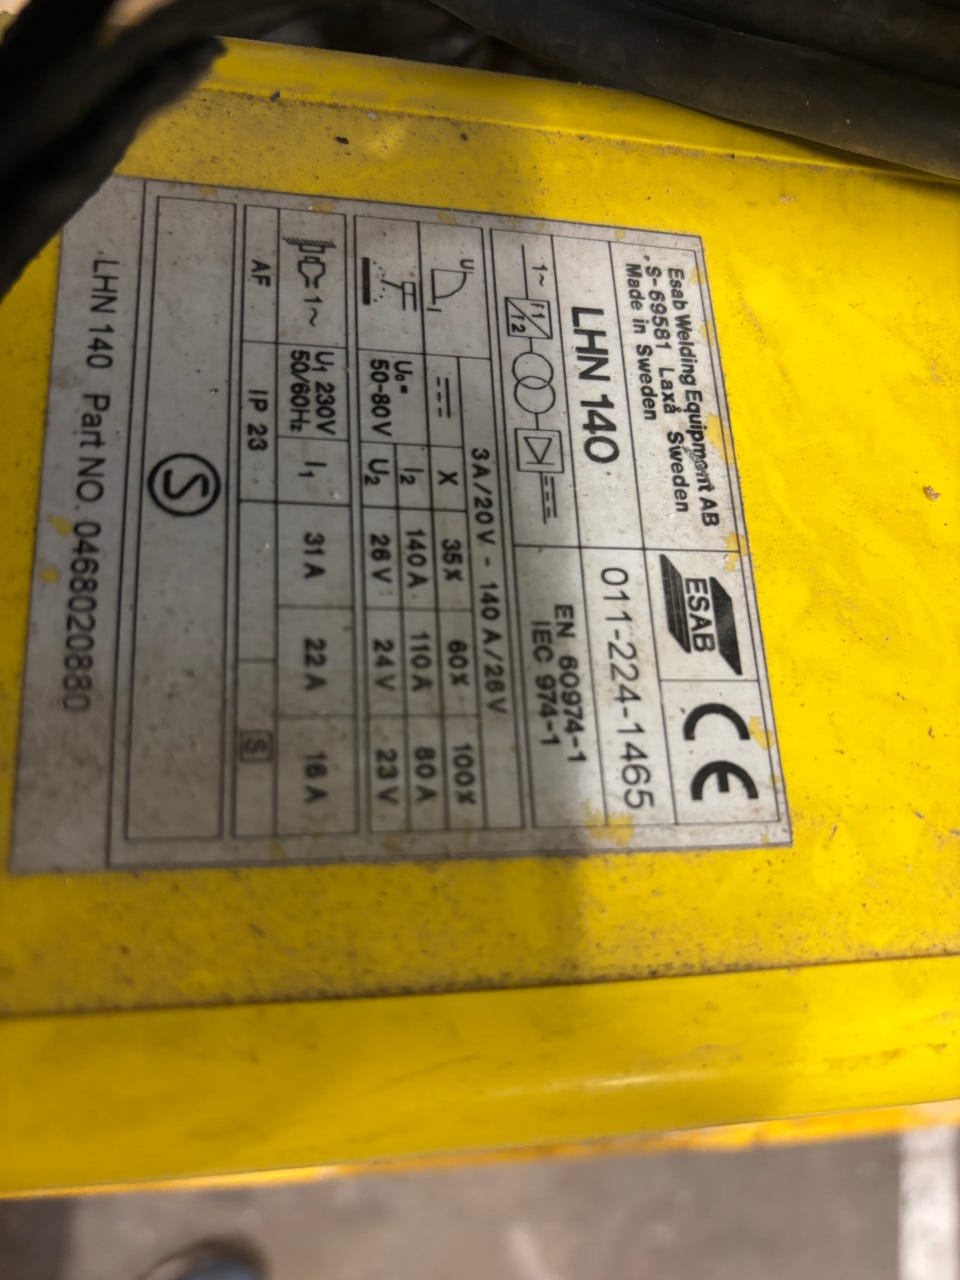 Esab Welding Equipment AB
S-69581 Laxå Sweden
Made in Sweden
ESAB
CE
LHN 140
011-224-1465
1~ f1 f2
EN 60974-1
IEC 974-1
3A/20V - 140A/26V
U I
X 35% 60% 100%
I2 140A 110A 80A
U0= 50-80V
U2 26V 24V 23V
1~ U1 230V 50/60Hz
I1 31A 22A 16A
AF IP 23 S
S
LHN 140 Part NO. 0468020880